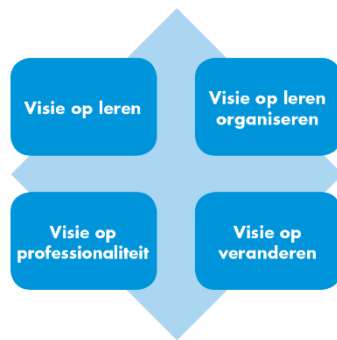 Visie op leren
Visie op leren
organiseren
Visie op
professionaliteit
Visie op
veranderen